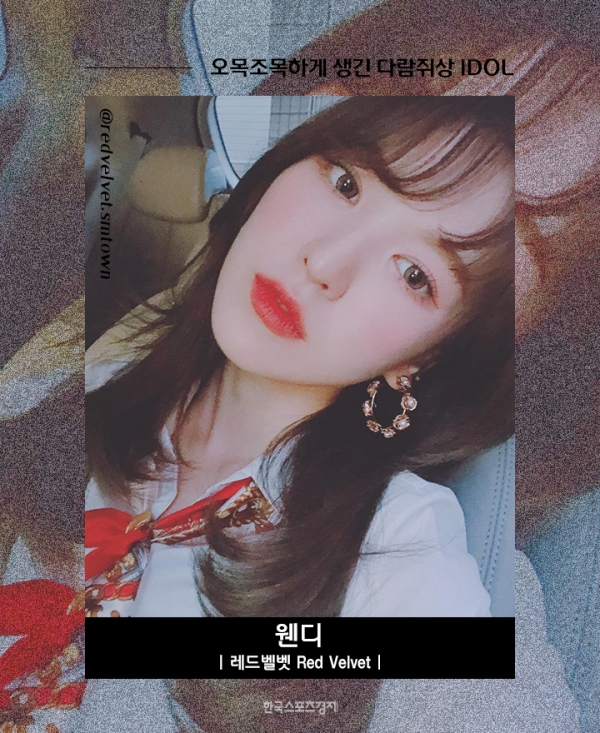 오목조목하게 생긴 다람쥐상 IDOL
@redvelvet.smtown
웬디
| 레드벨벳 Red Velvet |
한국스포츠경제